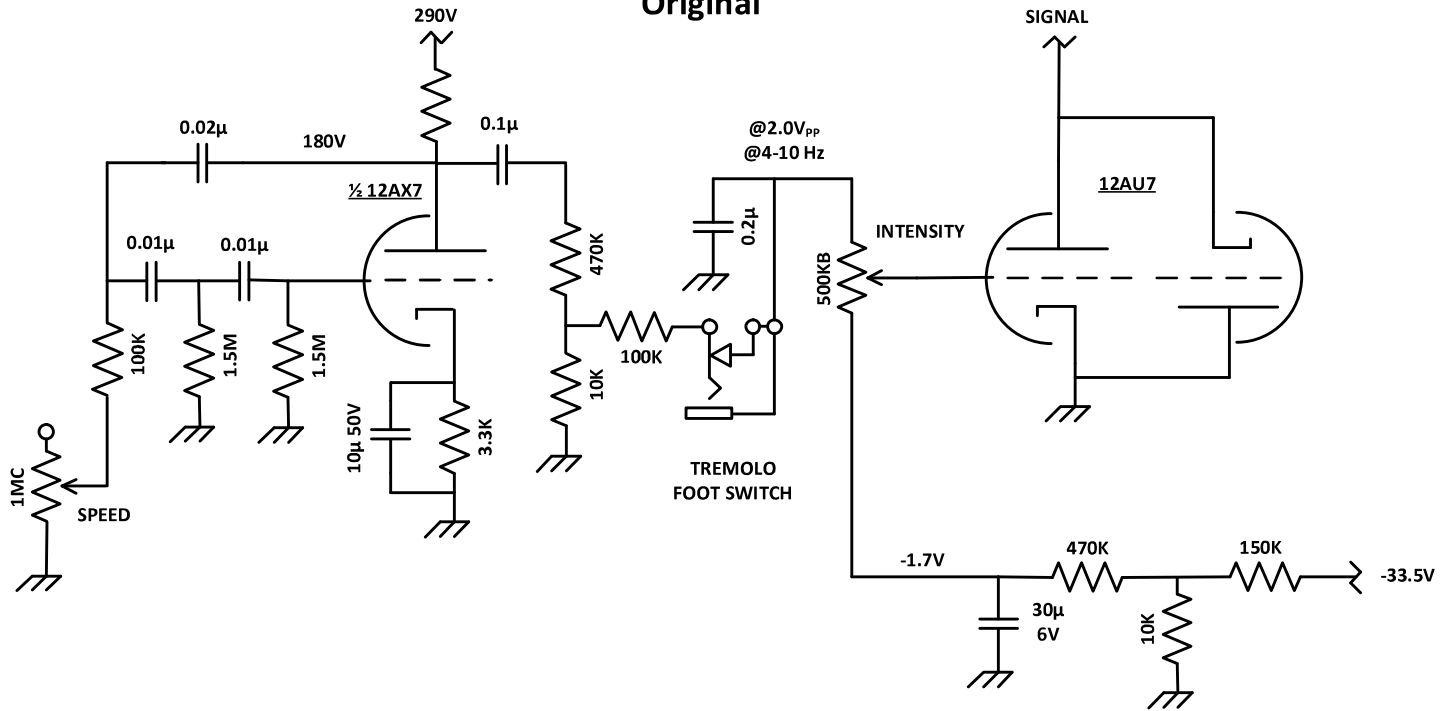 Original
290V
SIGNAL
0.02µ
180V
0.1µ
@2.0VPP
@4-10 Hz
½ 12AX7
12AU7
0.01µ
0.01µ
0.2µ
INTENSITY
470K
500KB
100K
1.5M
1.5M
100K
10K
10µ 50V
3.3K
1MC
SPEED
TREMOLO
FOOT SWITCH
-1.7V
470K
150K
-33.5V
30µ
6V
10K